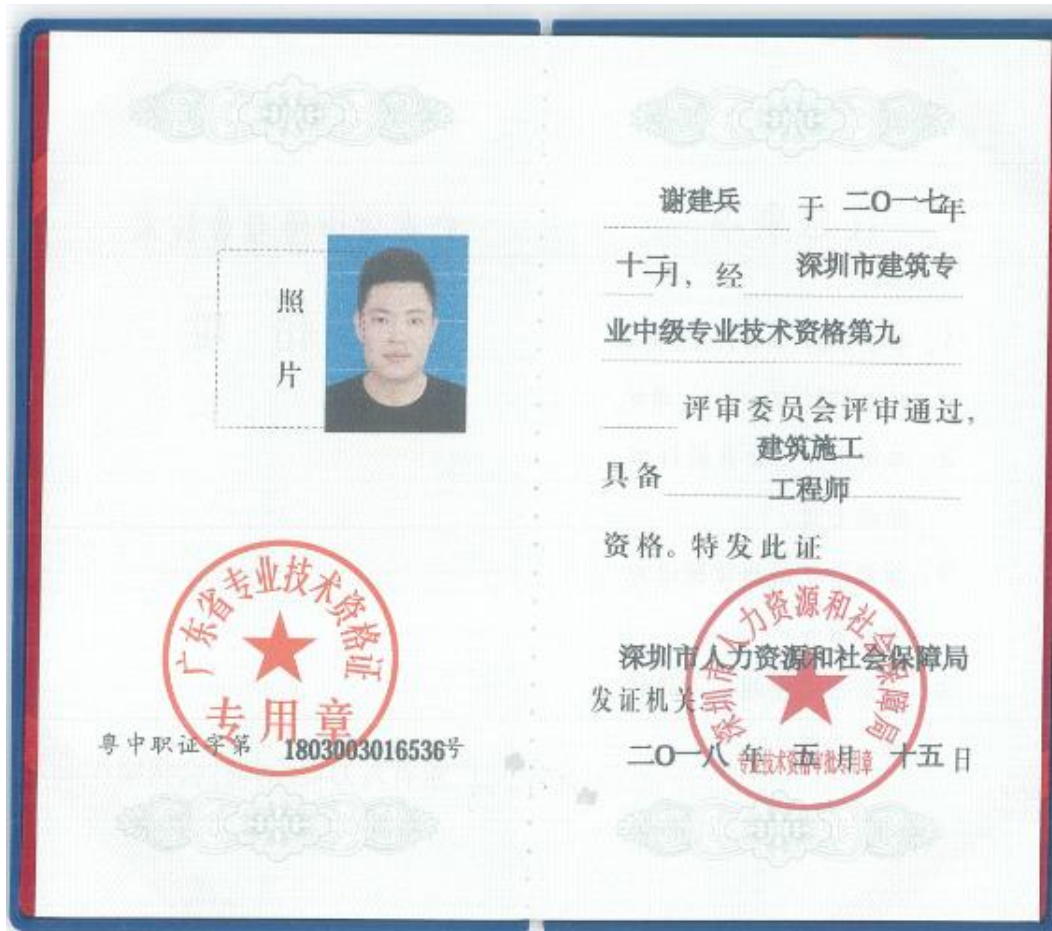 照
片
广东省专业技术资格证
专用章
粤中职证字第 1803003016536号
谢建兵 于 二O一七年
十二月，经 深圳市建筑专
业中级专业技术资格第九
评审委员会评审通过，
具备 建筑施工
工程师
资格。特发此证
深圳市人力资源和社会保障局
深圳市人力资源和社会保障局
发证机关
二O一八 年 五 月 十五 日
专业技术资格审批专用章